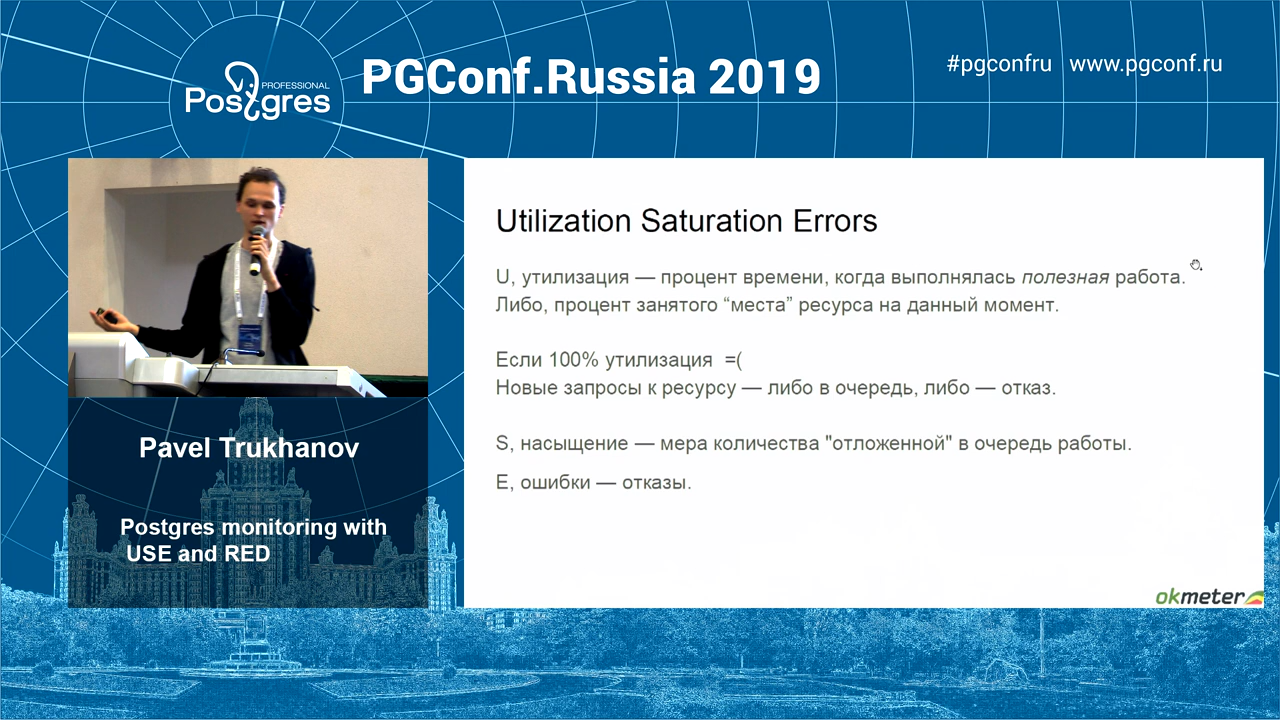 PROFESSIONAL
Postgres
PGConf.Russia 2019
#pgconfru www.pgconf.ru
Utilization Saturation Errors
U, утилизация — процент времени, когда выполнялась полезная работа.
Либо, процент занятого “места” ресурса на данный момент.
Если 100% утилизация =(
Новые запросы к ресурсу — либо в очередь, либо — отказ.
S, насыщение — мера количества "отложенной" в очередь работы.
E, ошибки — отказы.
okmeter
Pavel Trukhanov
Postgres monitoring with
USE and RED